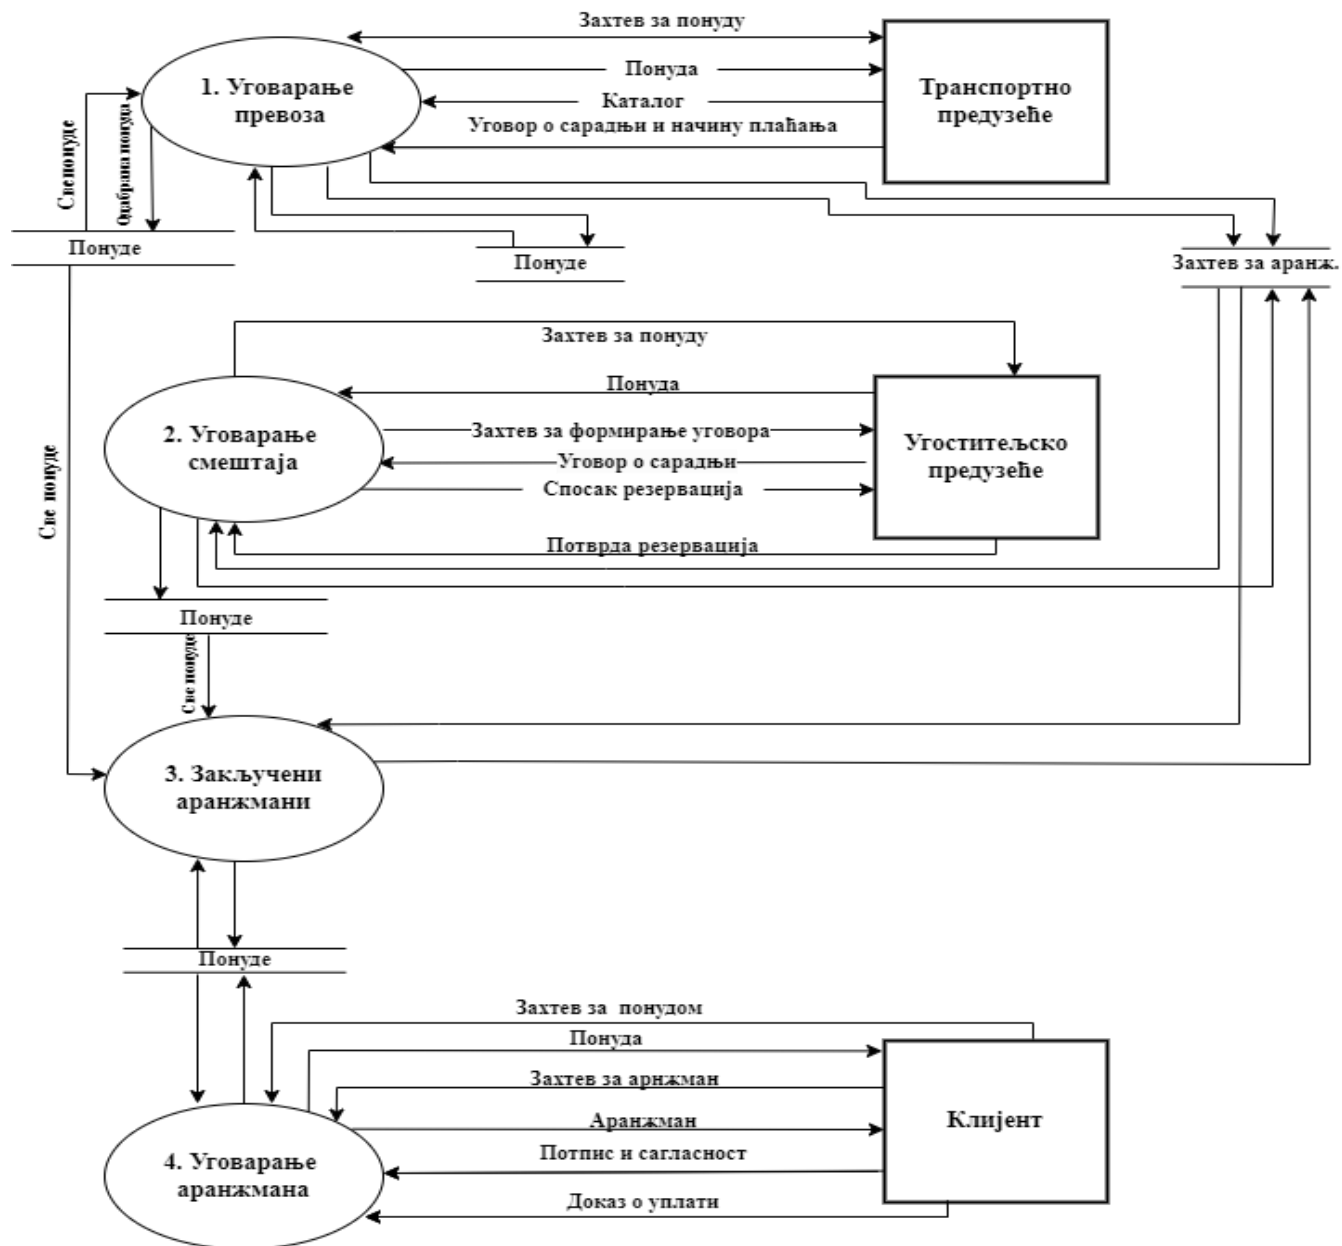 Захтев за понуду
1. Уговарање
превоза
Понуда
Каталог
Уговор о сарадњи и начину плаћања
Транспортно
предузеће
Све понуде
Одабрана понуда
Понуде
Понуде
Захтев за аранж.
Захтев за понуду
Понуда
2. Уговарање
смештаја
Захтев за формирање уговора
Уговор о сарадњи
Спосак резервација
Угоститељско
предузеће
Потврда резервација
Све понуде
Понуде
Све понуде
3. Закључени
аранжмани
Понуде
Захтев за понудом
Понуда
Захтев за арнжман
Аранжман
Клијент
Потпис и сагласност
4. Уговарање
аранжмана
Доказ о уплати